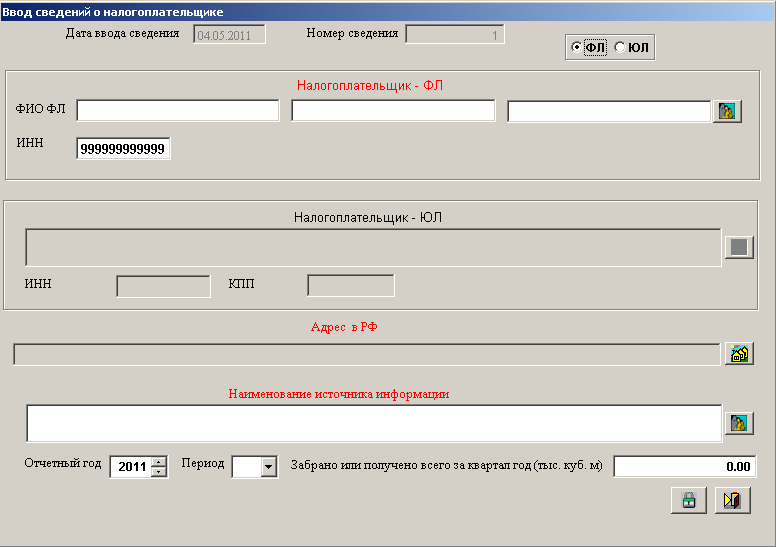 Ввод сведений о налогоплательщике
Дата ввода сведения 04.05.2011 Номер сведения 1
ФЛ ЮЛ
Налогоплательщик - ФЛ
ФИО ФЛ
ИНН 999999999999
Налогоплательщик - ЮЛ
ИНН КПП
Адрес в РФ
Наименование источника информации
Отчетный год 2011 Период Забрано или получено всего за квартал год (тыс. куб. м) 0.00